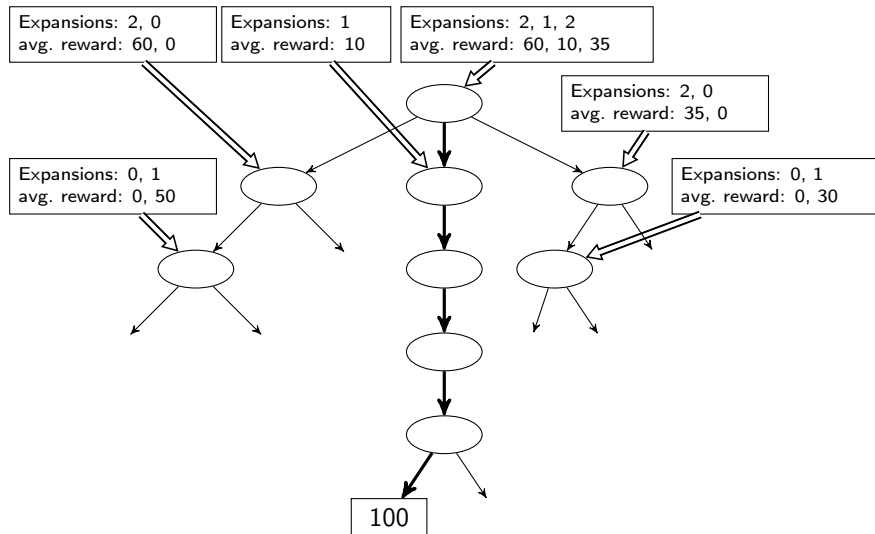 Expansions: 2, 0
avg. reward: 60, 0
Expansions: 1
avg. reward: 10
Expansions: 2, 1, 2
avg. reward: 60, 10, 35
Expansions: 2, 0
avg. reward: 35, 0
Expansions: 0, 1
avg. reward: 0, 50
Expansions: 0, 1
avg. reward: 0, 30
100